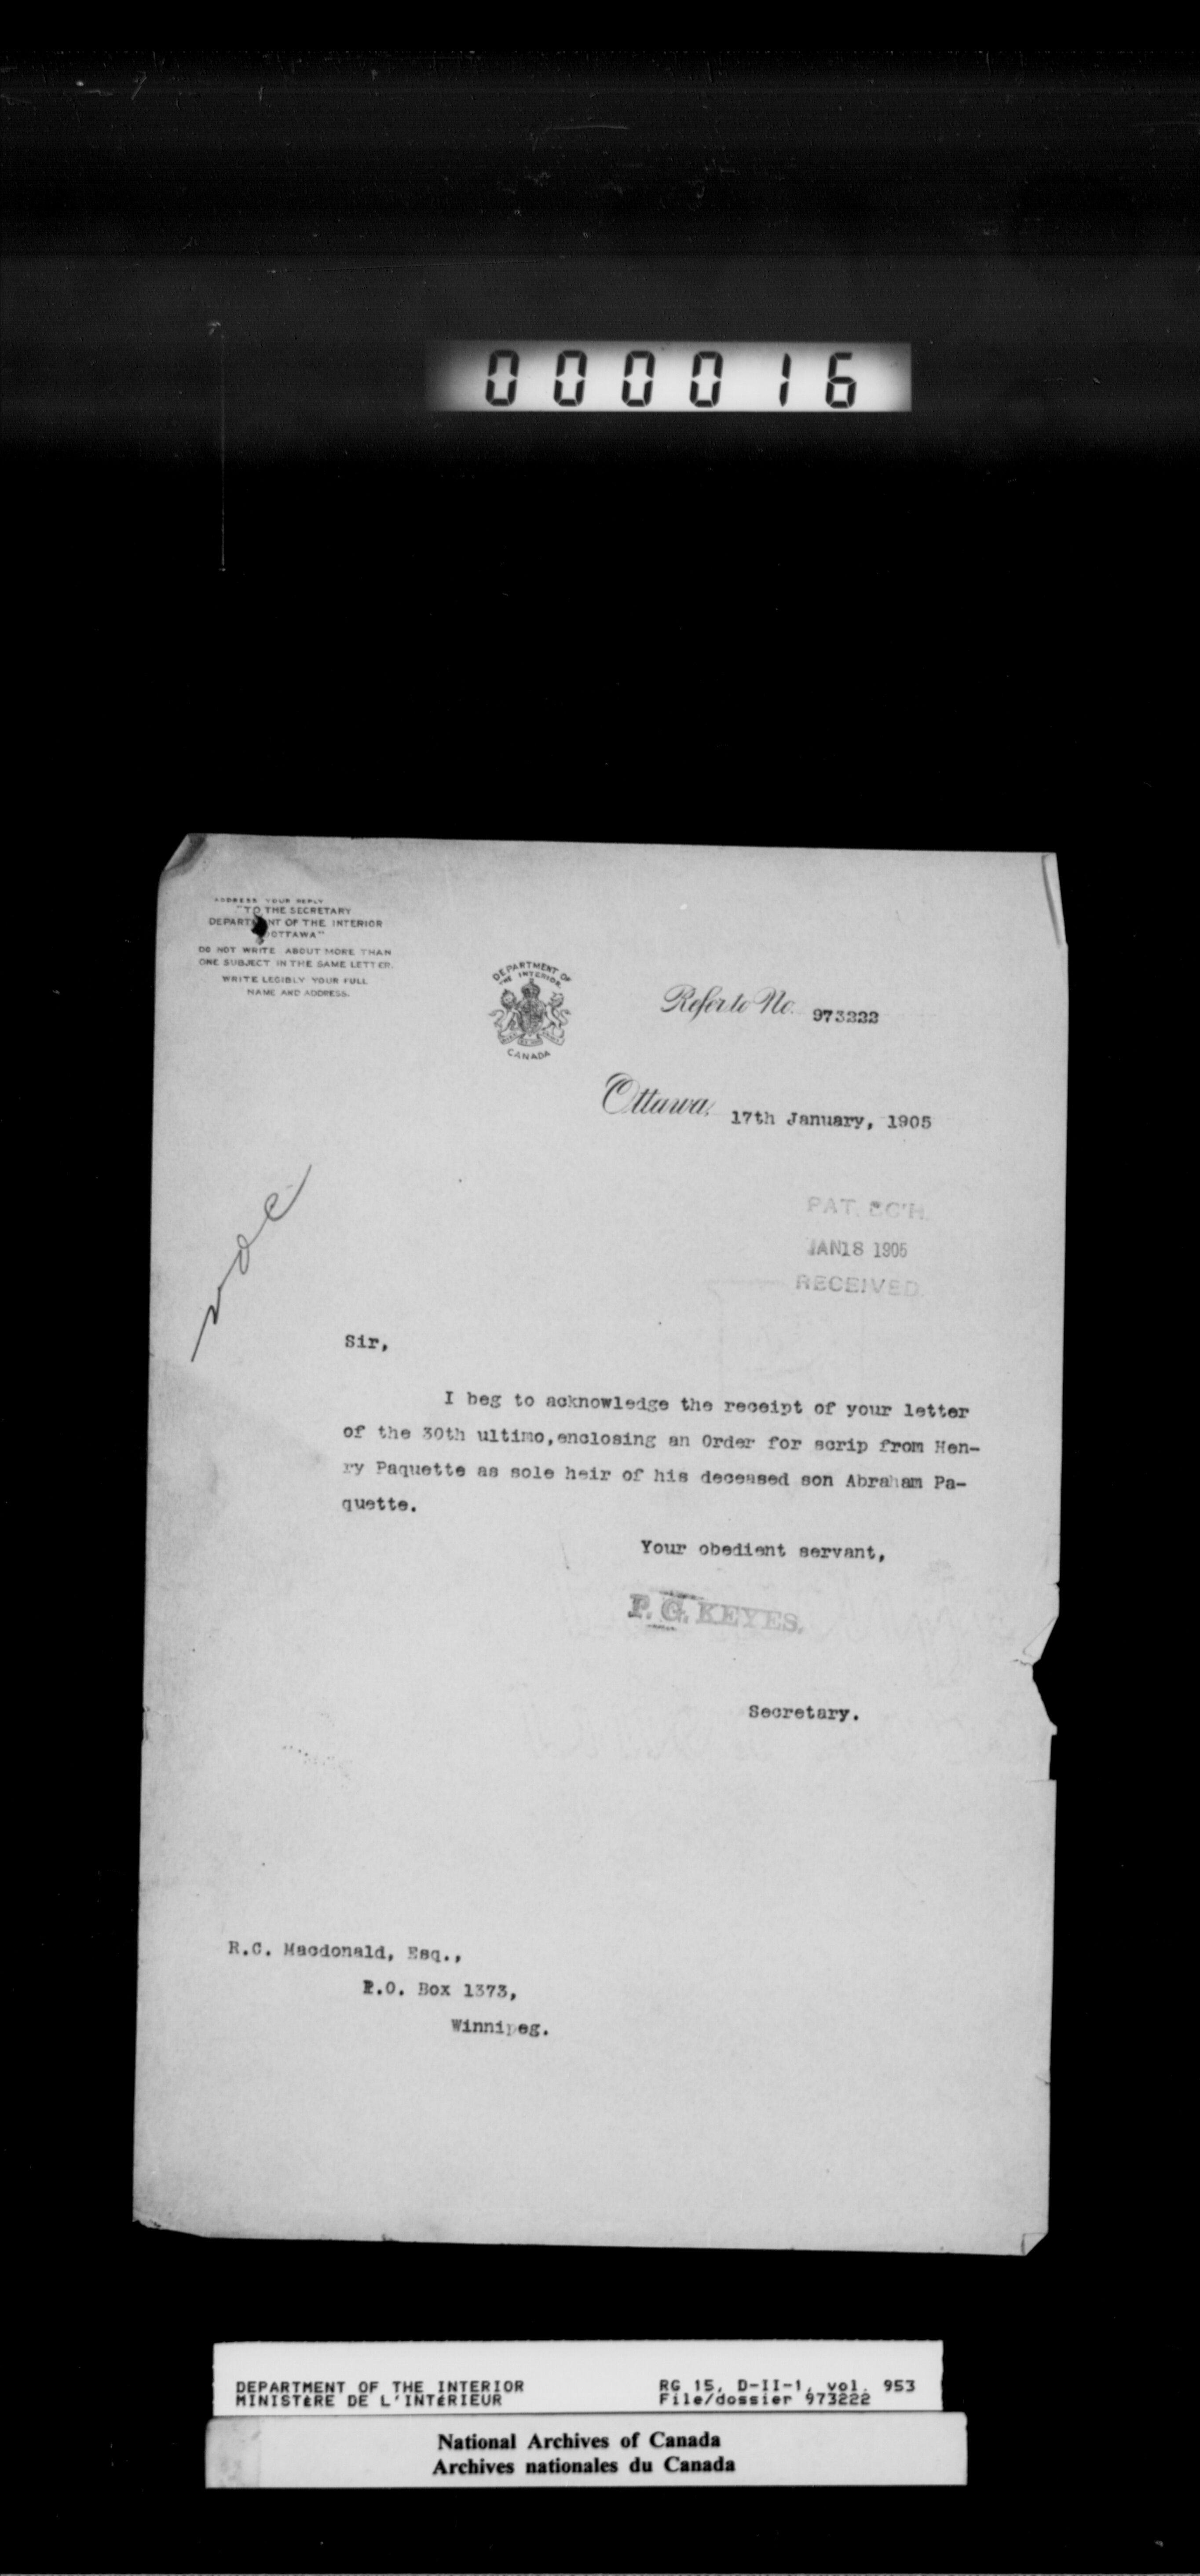 000016
ADDRESS YOUR REPLY
"TO THE SECRETARY
DEPARTMENT OF THE INTERIOR
OTTAWA"
DO NOT WRITE ABOUT MORE THAN
ONE SUBJECT IN THE SAME LETTER.
WRITE LEGIBLY YOUR FULL
NAME AND ADDRESS.
DEPARTMENT OF
THE INTERIOR
CANADA
Refer to No. 973222
Ottawa, 17th January, 1905
PAT. BC'H.
JAN 18 1905
RECEIVED.
Sir,
I beg to acknowledge the receipt of your letter
of the 30th ultimo,enclosing an Order for scrip from Hen-
ry Paquette as sole heir of his deceased son Abraham Pa-
quette.
Your obedient servant,
P. G. KEYES.
Secretary.
R.C. Macdonald, Esq.,
P.O. Box 1373,
Winnipeg.
DEPARTMENT OF THE INTERIOR
MINISTÈRE DE L'INTÉRIEUR
RG 15, D-II-1, vol. 953
File/dossier 973222
National Archives of Canada
Archives nationales du Canada